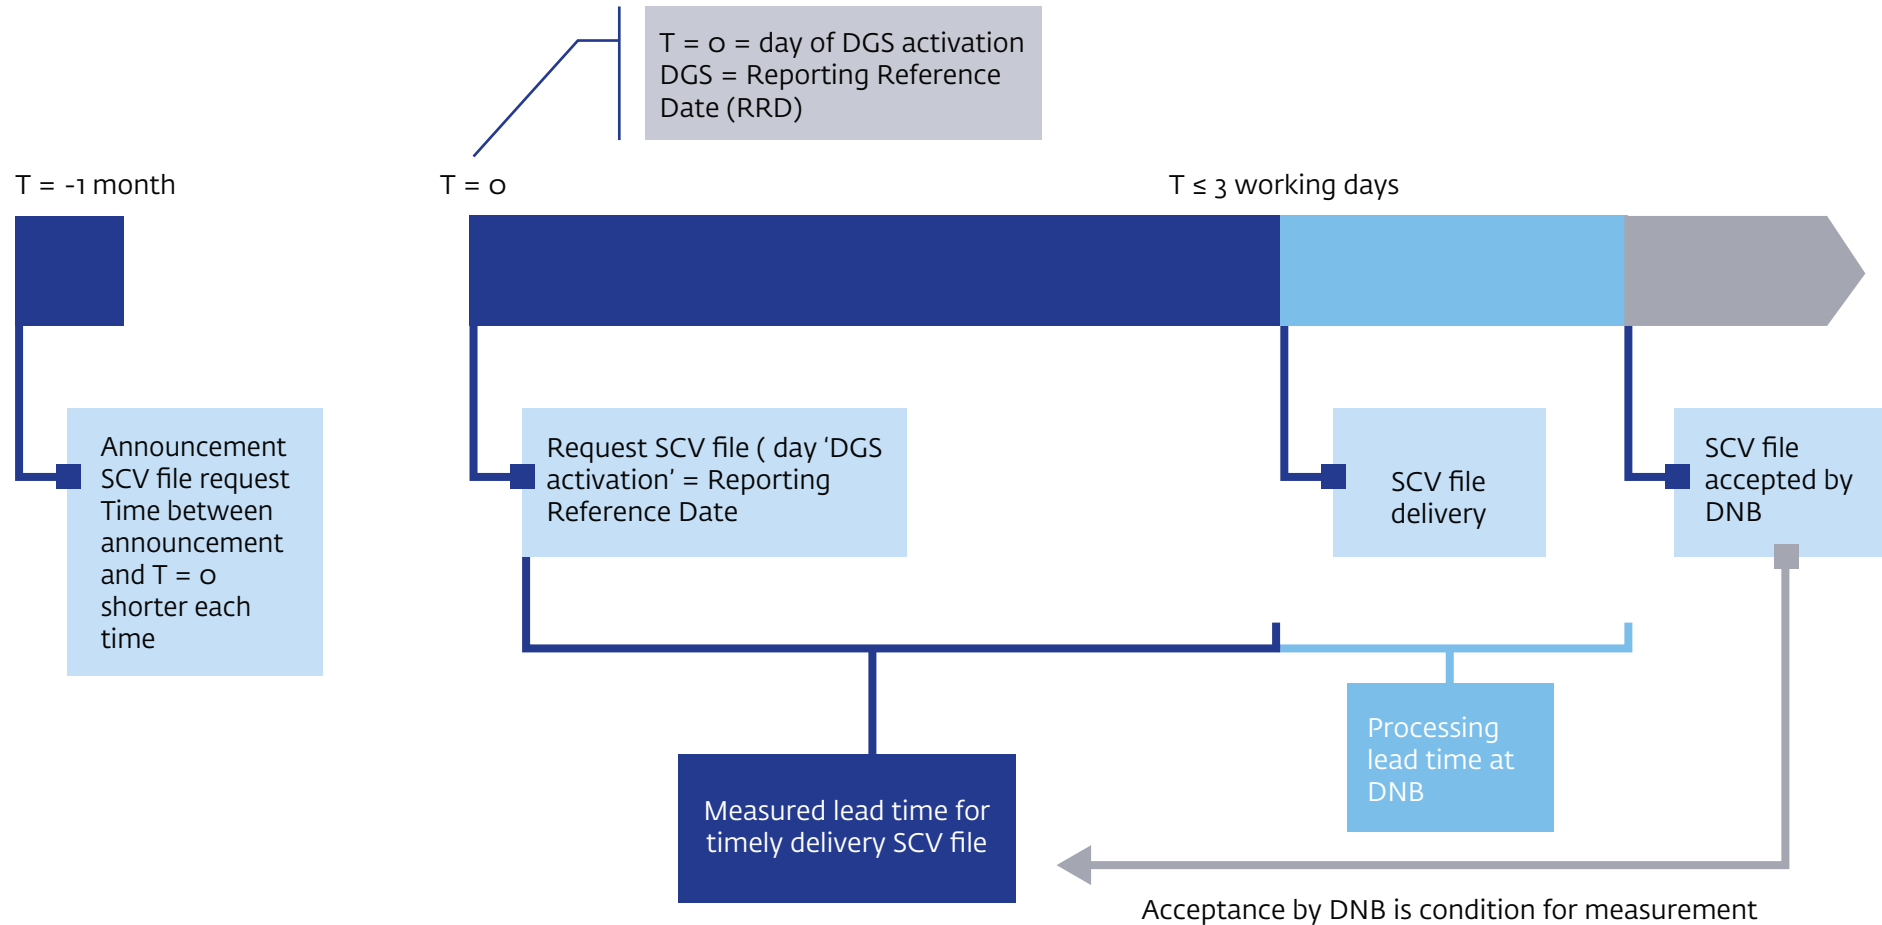 T = 0 = day of DGS activation
DGS = Reporting Reference
Date (RRD)
T = -1 month
T = 0
T ≤ 3 working days
Announcement
SCV file request
Time between
announcement
and T = 0
shorter each
time
Request SCV file ( day ‘DGS
activation’ = Reporting
Reference Date
SCV file
delivery
SCV file
accepted by
DNB
Measured lead time for
timely delivery SCV file
Processing
lead time at
DNB
Acceptance by DNB is condition for measurement